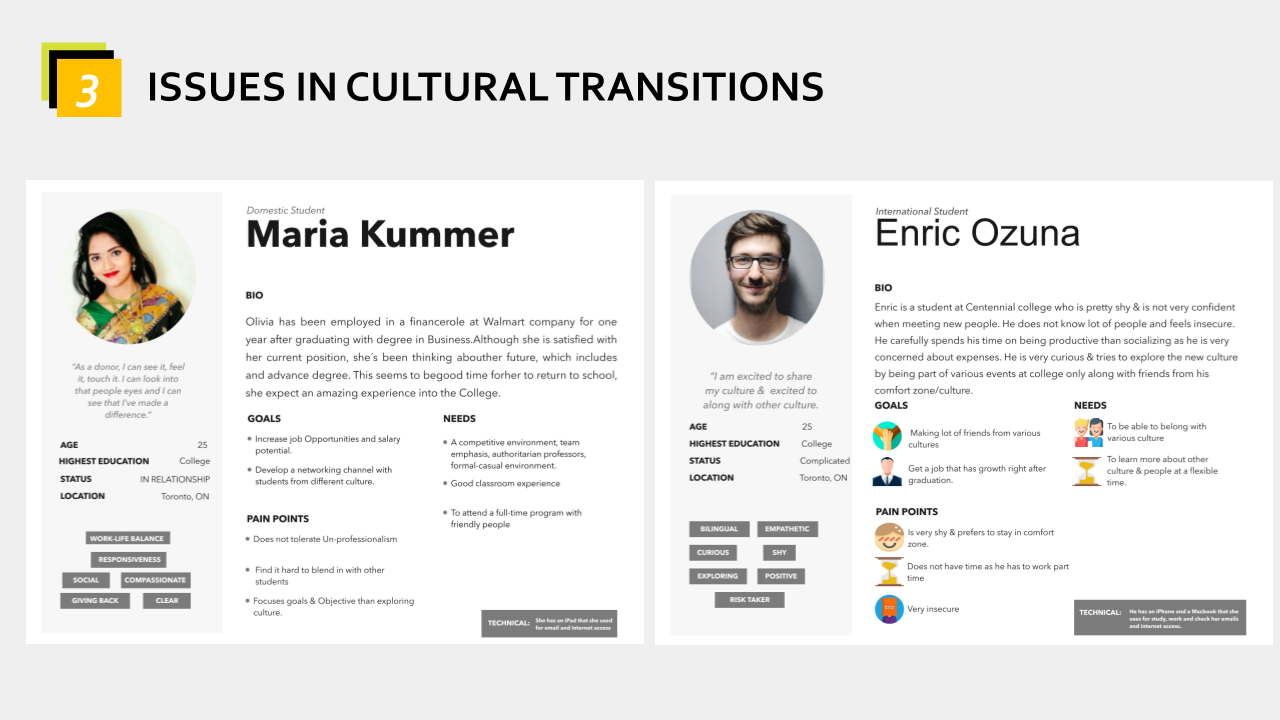 3
ISSUES IN CULTURAL TRANSITIONS
Domestic Student
Maria Kummer
BIO
Olivia has been employed in a financerole at Walmart company for one
year after graduating with degree in Business.Although she is satisfied with
her current position, she´s been thinking abouther future, which includes
and advance degree. This seems to begood time forher to return to school,
she expect an amazing experience into the College.
"As a donor, I can see it, feel
it, touch it. I can look into
that people eyes and I can
see that I've made a
difference."
AGE 25
HIGHEST EDUCATION College
STATUS IN RELATIONSHIP
LOCATION Toronto, ON
WORK-LIFE BALANCE
RESPONSIVENESS
SOCIAL COMPASSIONATE
GIVING BACK CLEAR
GOALS
• Increase job Opportunities and salary
potential.
• Develop a networking channel with
students from different culture.
PAIN POINTS
• Does not tolerate Un-professionalism
• Find it hard to blend in with other
students
• Focuses goals & Objective than exploring
culture.
NEEDS
• A competitive environment, team
emphasis, authoritarian professors,
formal-casual environment.
• Good classroom experience
• To attend a full-time program with
friendly people
TECHNICAL: She has an iPad that she used
for email and internet access
International Student
Enric Ozuna
BIO
Enric is a student at Centennial college who is pretty shy & is not very confident
when meeting new people. He does not know lot of people and feels insecure.
He carefully spends his time on being productive than socializing as he is very
concerned about expenses. He is very curious & tries to explore the new culture
by being part of various events at college only along with friends from his
comfort zone/culture.
"I am excited to share
my culture & excited to
along with other culture.
AGE 25
HIGHEST EDUCATION College
STATUS Complicated
LOCATION Toronto, ON
BILINGUAL EMPATHETIC
CURIOUS SHY
EXPLORING POSITIVE
RISK TAKER
GOALS
Making lot of friends from various
cultures
Get a job that has growth right after
graduation.
NEEDS
To be able to belong with
various culture
To learn more about other
culture & people at a flexible
time.
PAIN POINTS
Is very shy & prefers to stay in comfort
zone.
Does not have time as he has to work part
time
Very insecure
TECHNICAL: He has an iPhone and a Macbook that she
uses for study, work and check her emails
and internet access.